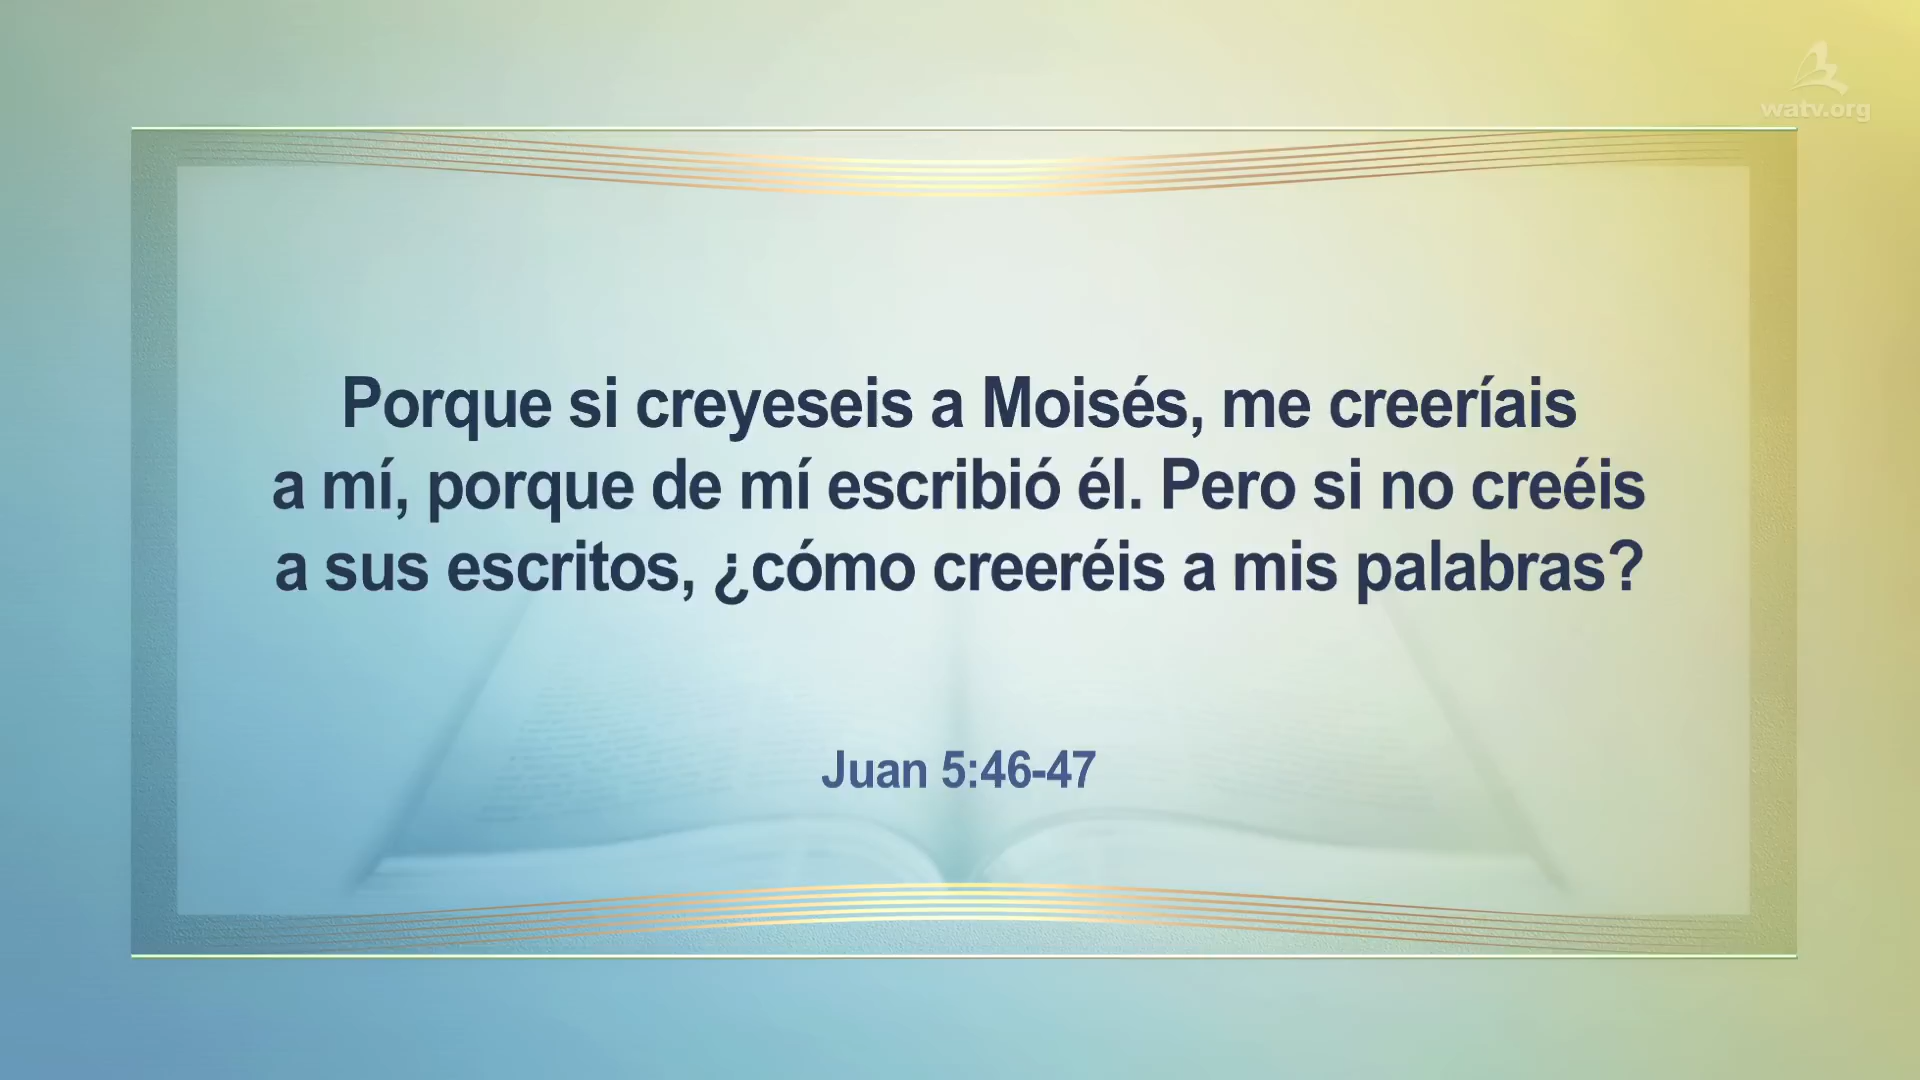 watv.org
Porque si creyeseis a Moisés, me creeríais
a mí, porque de mí escribió él. Pero si no creéis
a sus escritos, ¿cómo creeréis a mis palabras?
Juan 5:46-47